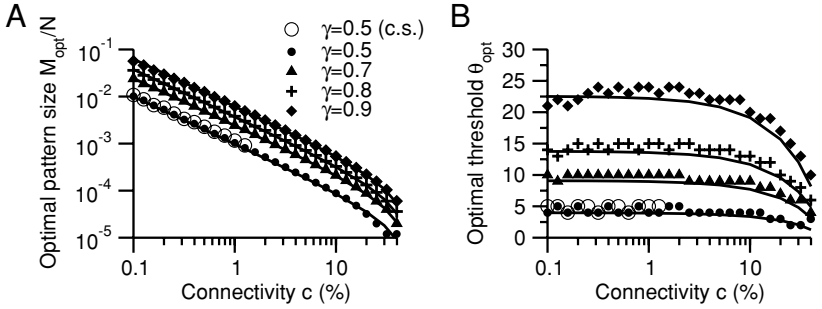 A
Optimal pattern size M_opt/N
10^-1
10^-2
10^-3
10^-4
10^-5
0.1
1
10
Connectivity c (%)
γ=0.5 (c.s.)
γ=0.5
γ=0.7
γ=0.8
γ=0.9
B
Optimal threshold θ_opt
30
25
20
15
10
5
0
0.1
1
10
Connectivity c (%)